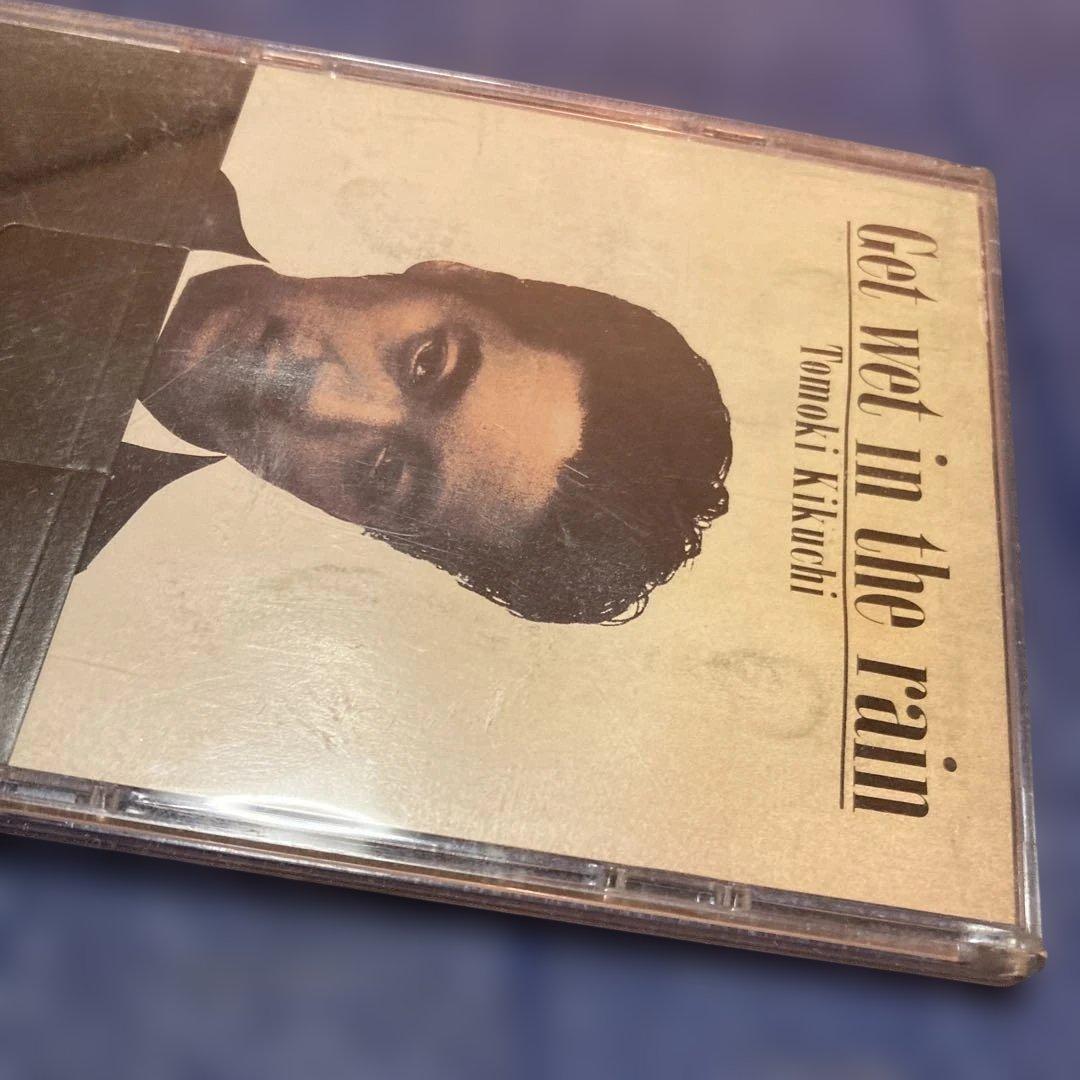 Get wet in the rain
Tomoki Kikuchi